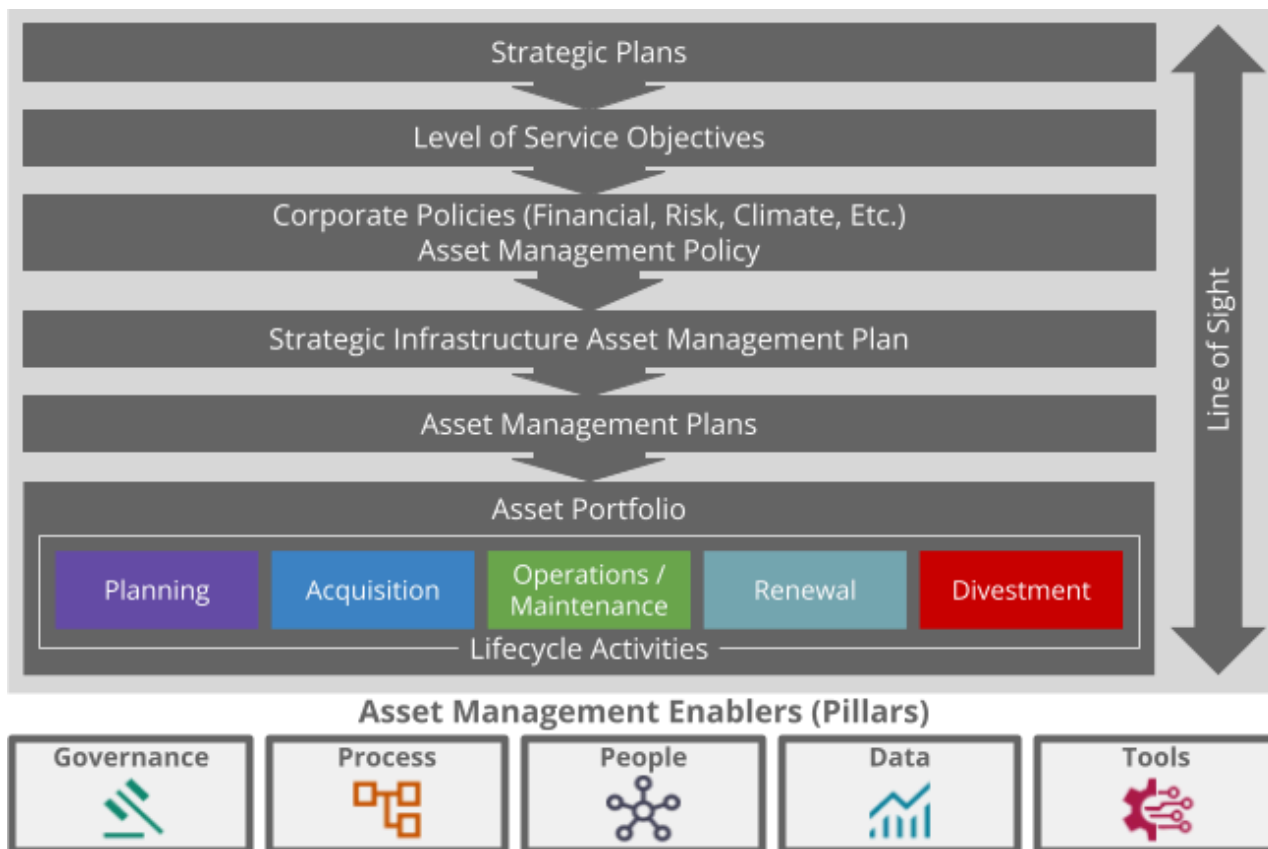 Strategic Plans
Level of Service Objectives
Corporate Policies (Financial, Risk, Climate, Etc.)
Asset Management Policy
Strategic Infrastructure Asset Management Plan
Asset Management Plans
Asset Portfolio
Planning
Acquisition
Operations /
Maintenance
Renewal
Divestment
Lifecycle Activities
Line of Sight
Asset Management Enablers (Pillars)
Governance
Process
People
Data
Tools